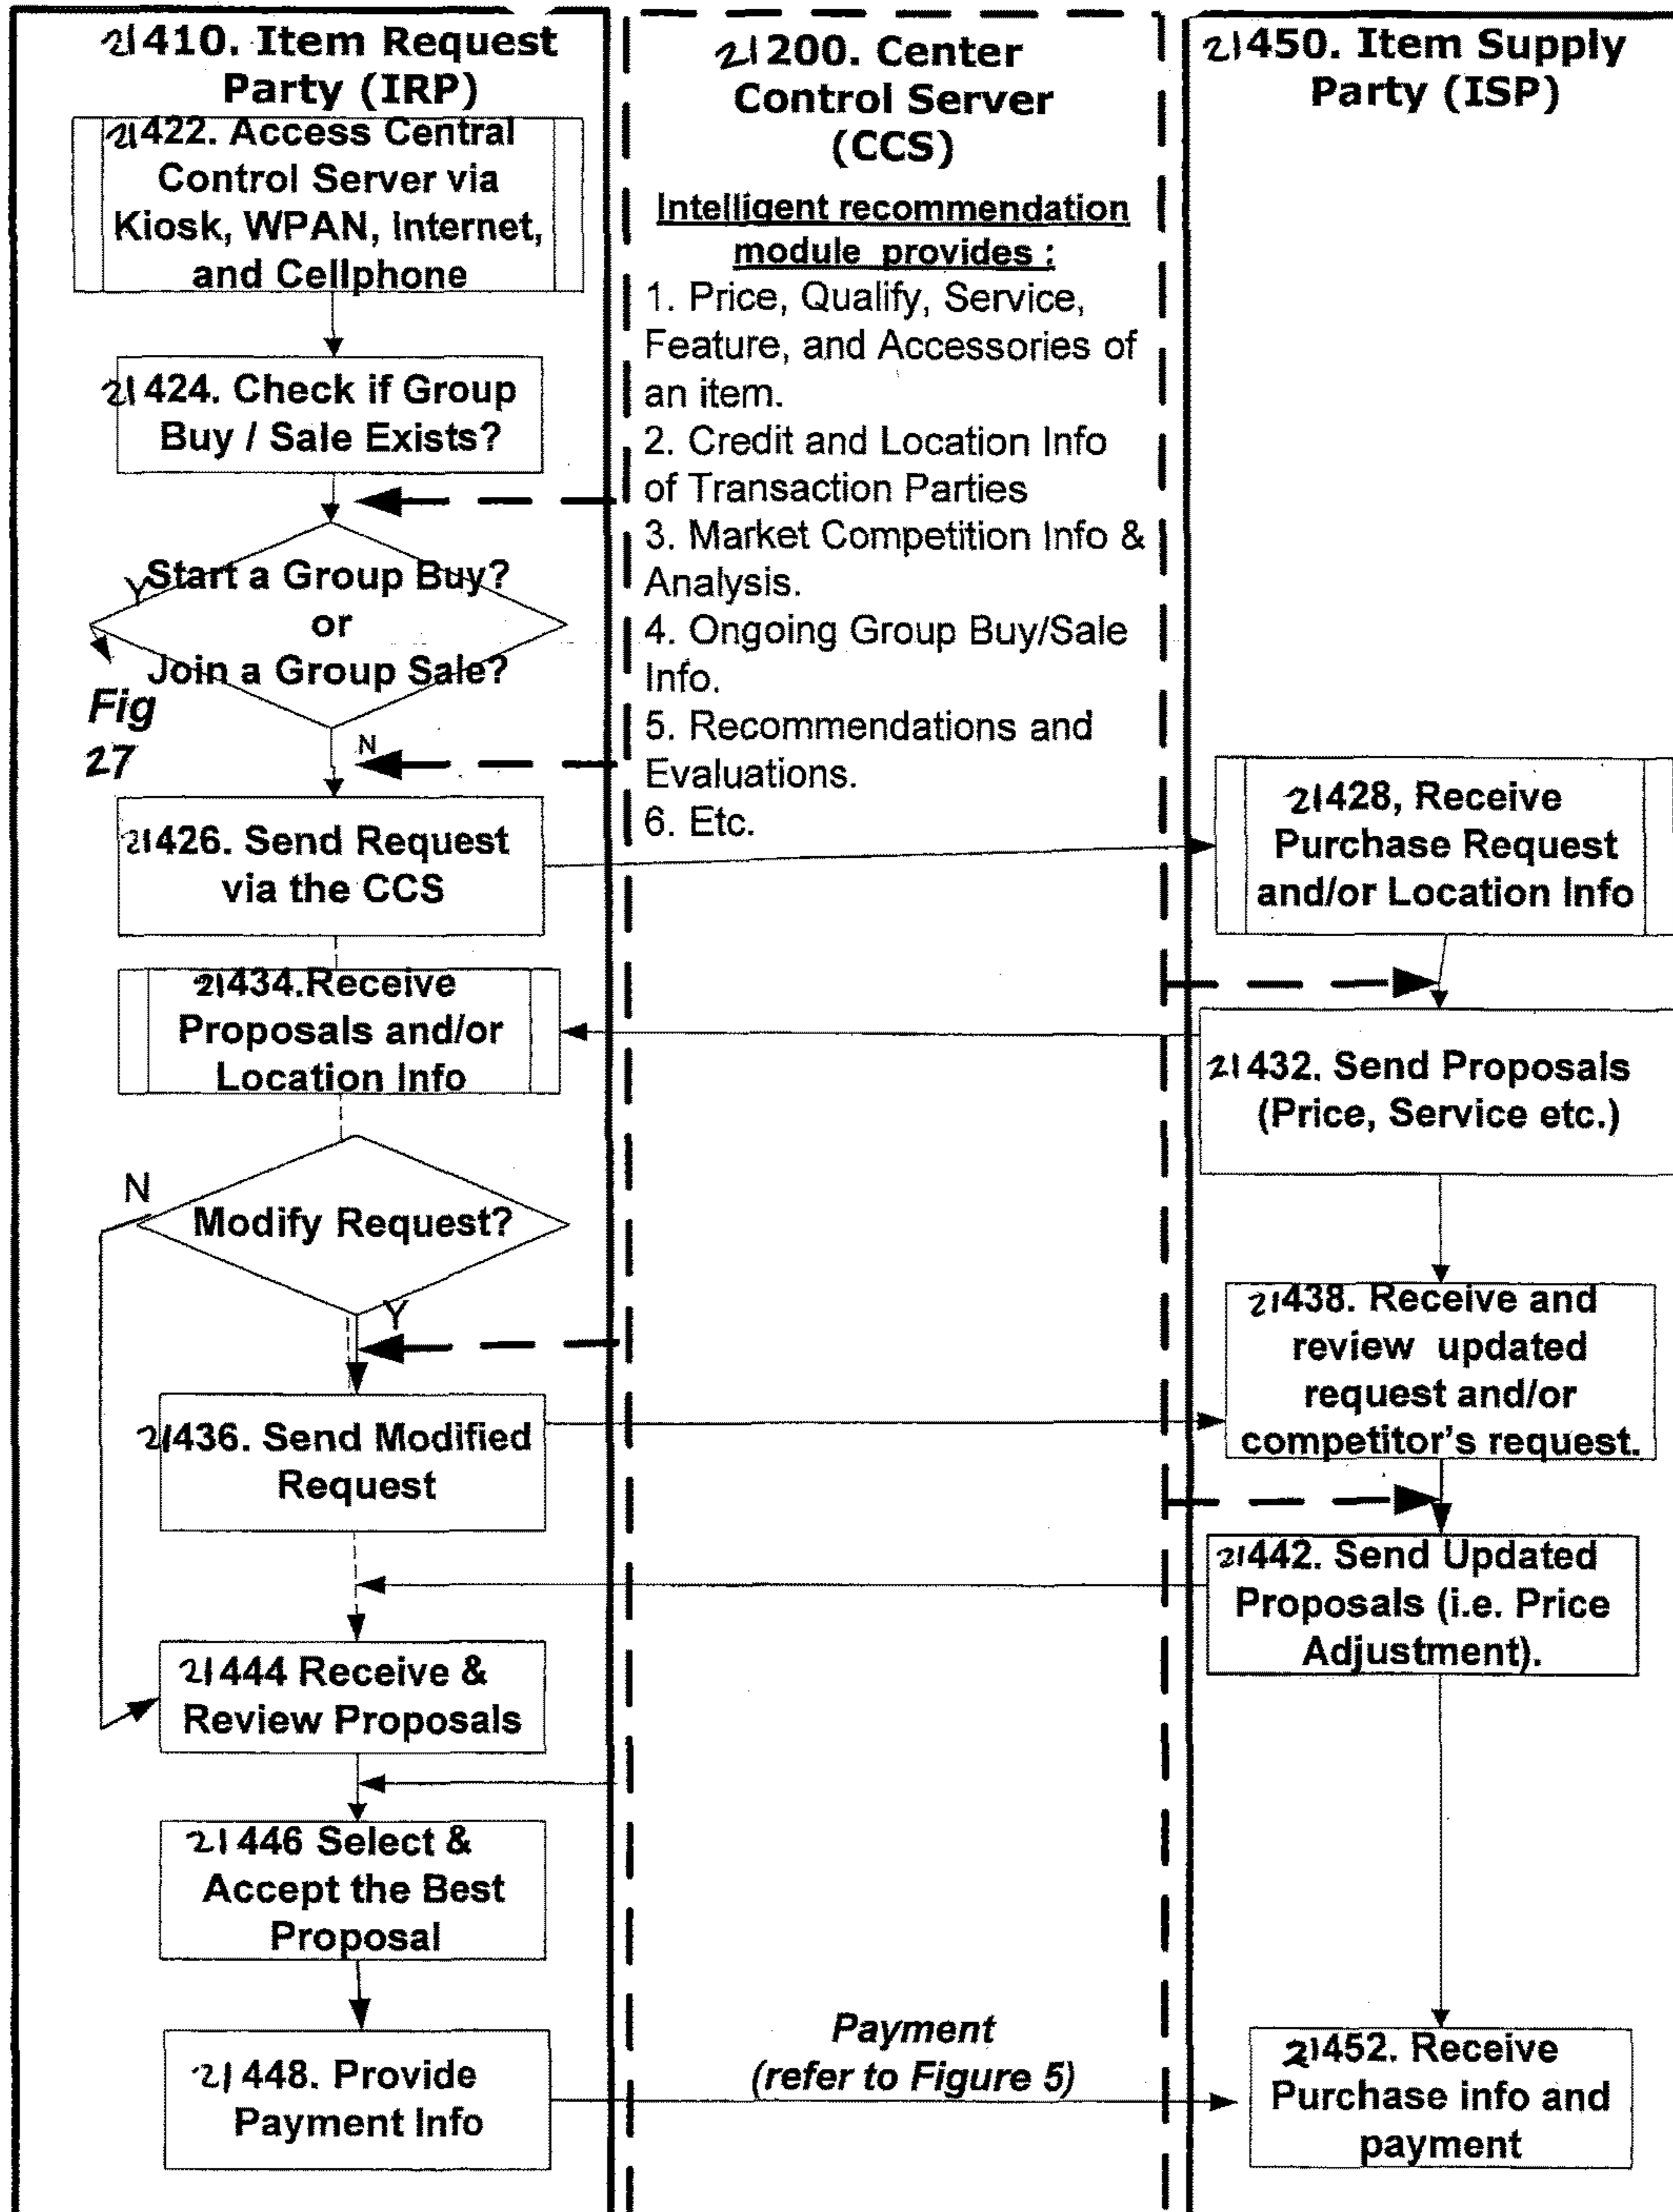 21410. Item Request
Party (IRP)
21422. Access Central
Control Server via
Kiosk, WPAN, Internet,
and Cellphone
21424. Check if Group
Buy / Sale Exists?
Y
Start a Group Buy?
or
Join a Group Sale?
Fig
27
N
21426. Send Request
via the CCS
21434.Receive
Proposals and/or
Location Info
N
Modify Request?
Y
21436. Send Modified
Request
21444 Receive &
Review Proposals
21446 Select &
Accept the Best
Proposal
21448. Provide
Payment Info
21200. Center
Control Server
(CCS)
Intelligent recommendation
module provides :
1. Price, Qualify, Service,
Feature, and Accessories of
an item.
2. Credit and Location Info
of Transaction Parties
3. Market Competition Info &
Analysis.
4. Ongoing Group Buy/Sale
Info.
5. Recommendations and
Evaluations.
6. Etc.
Payment
(refer to Figure 5)
21450. Item Supply
Party (ISP)
21428, Receive
Purchase Request
and/or Location Info
21432. Send Proposals
(Price, Service etc.)
21438. Receive and
review updated
request and/or
competitor's request.
21442. Send Updated
Proposals (i.e. Price
Adjustment).
21452. Receive
Purchase info and
payment